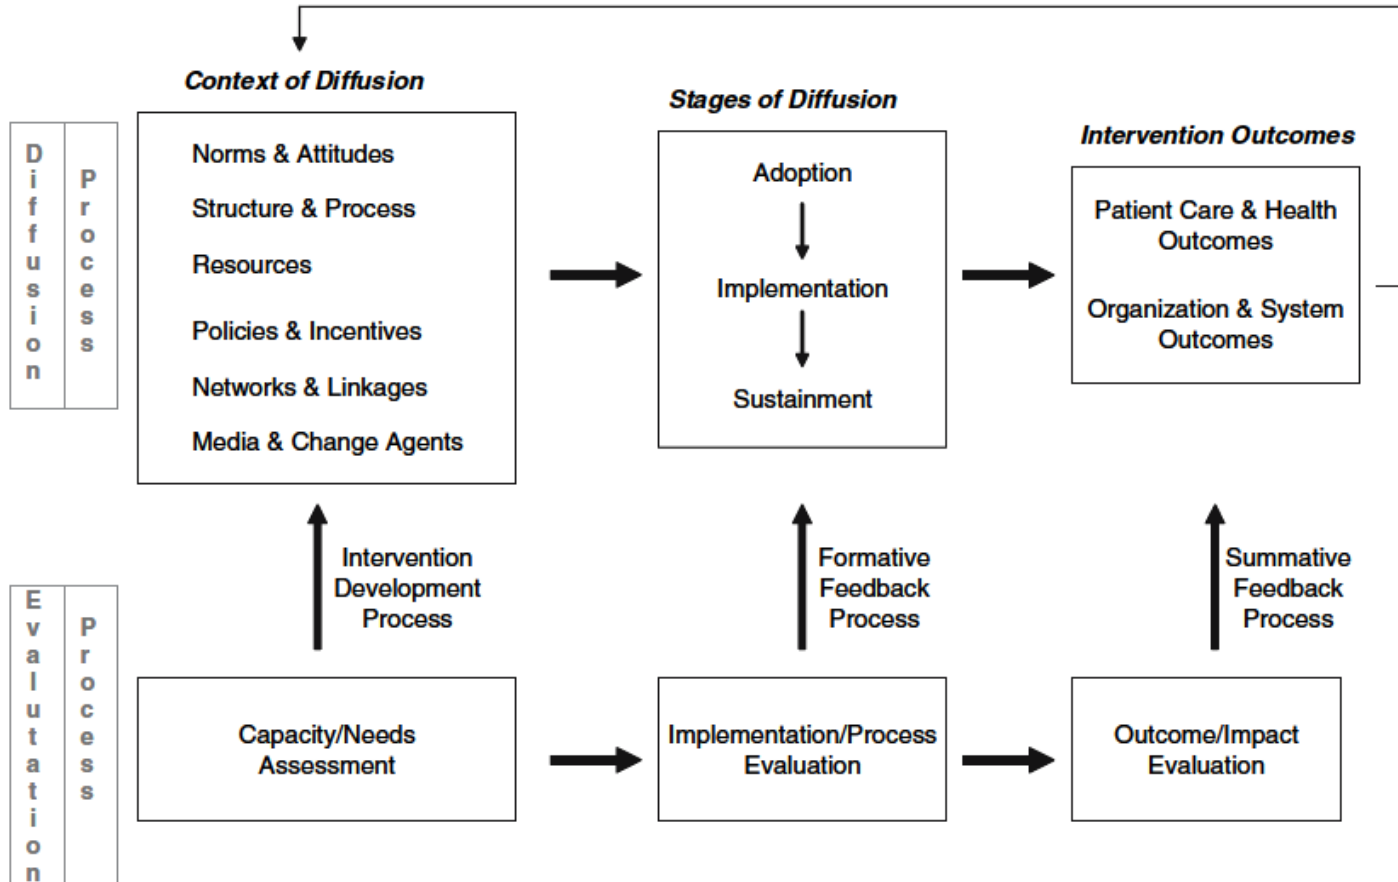 Diffusion
Process
Context of Diffusion
Norms & Attitudes
Structure & Process
Resources
Policies & Incentives
Networks & Linkages
Media & Change Agents
Stages of Diffusion
Adoption
Implementation
Sustainment
Intervention Outcomes
Patient Care & Health
Outcomes
Organization & System
Outcomes
Intervention
Development
Process
Formative
Feedback
Process
Summative
Feedback
Process
Evalutation
Process
Capacity/Needs
Assessment
Implementation/Process
Evaluation
Outcome/Impact
Evaluation